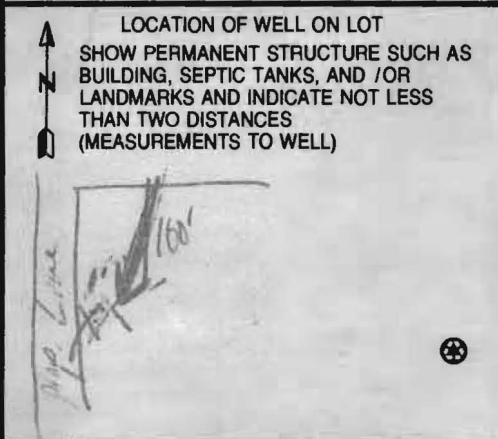 LOCATION OF WELL ON LOT
SHOW PERMANENT STRUCTURE SUCH AS
BUILDING, SEPTIC TANKS, AND /OR
LANDMARKS AND INDICATE NOT LESS
THAN TWO DISTANCES
(MEASUREMENTS TO WELL)
N
160'
Line